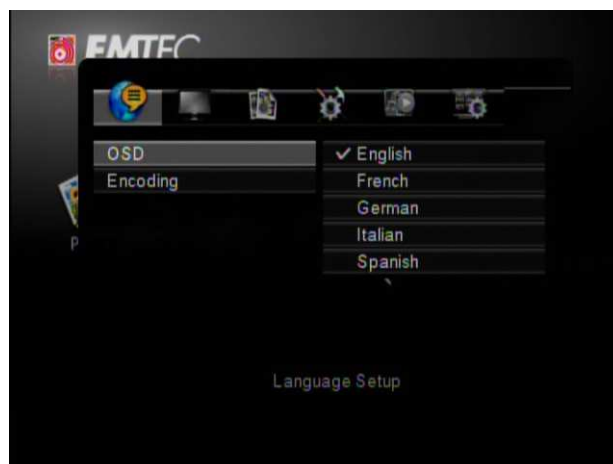 EMTEC
OSD
Encoding
English
French
German
Italian
Spanish
P
Language Setup